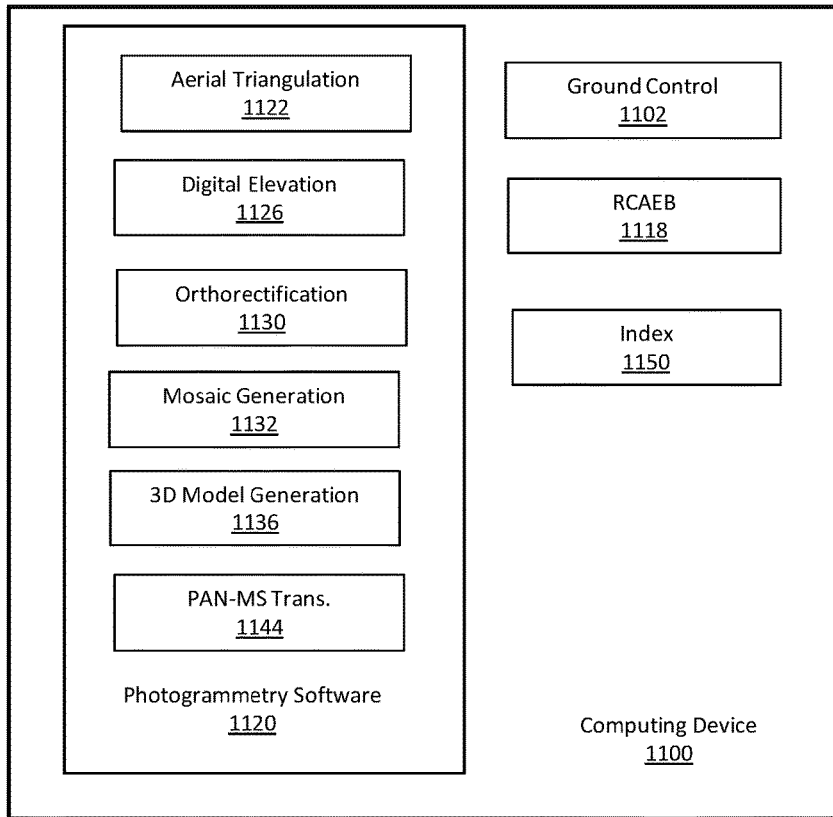 Aerial Triangulation
1122
Digital Elevation
1126
Orthorectification
1130
Mosaic Generation
1132
3D Model Generation
1136
PAN-MS Trans.
1144
Photogrammetry Software
1120
Ground Control
1102
RCAEB
1118
Index
1150
Computing Device
1100